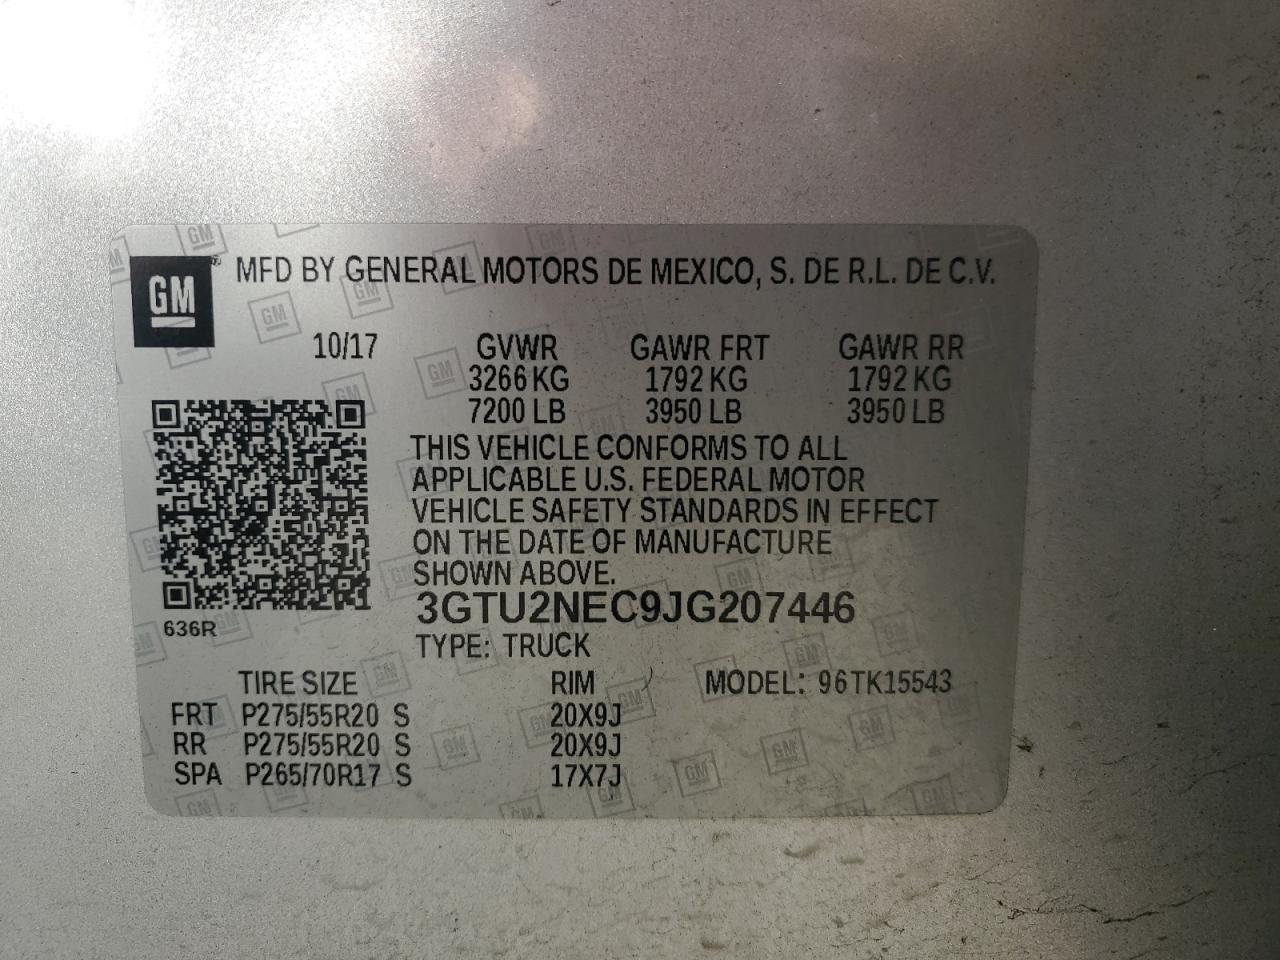 GM® MFD BY GENERAL MOTORS DE MEXICO, S. DE R.L. DE C.V.
10/17 GVWR GAWR FRT GAWR RR
3266 KG 1792 KG 1792 KG
7200 LB 3950 LB 3950 LB
THIS VEHICLE CONFORMS TO ALL
APPLICABLE U.S. FEDERAL MOTOR
VEHICLE SAFETY STANDARDS IN EFFECT
ON THE DATE OF MANUFACTURE
SHOWN ABOVE.
3GTU2NEC9JG207446
636R
TYPE: TRUCK
TIRE SIZE RIM MODEL: 96TK15543
FRT P275/55R20 S 20X9J
RR P275/55R20 S 20X9J
SPA P265/70R17 S 17X7J